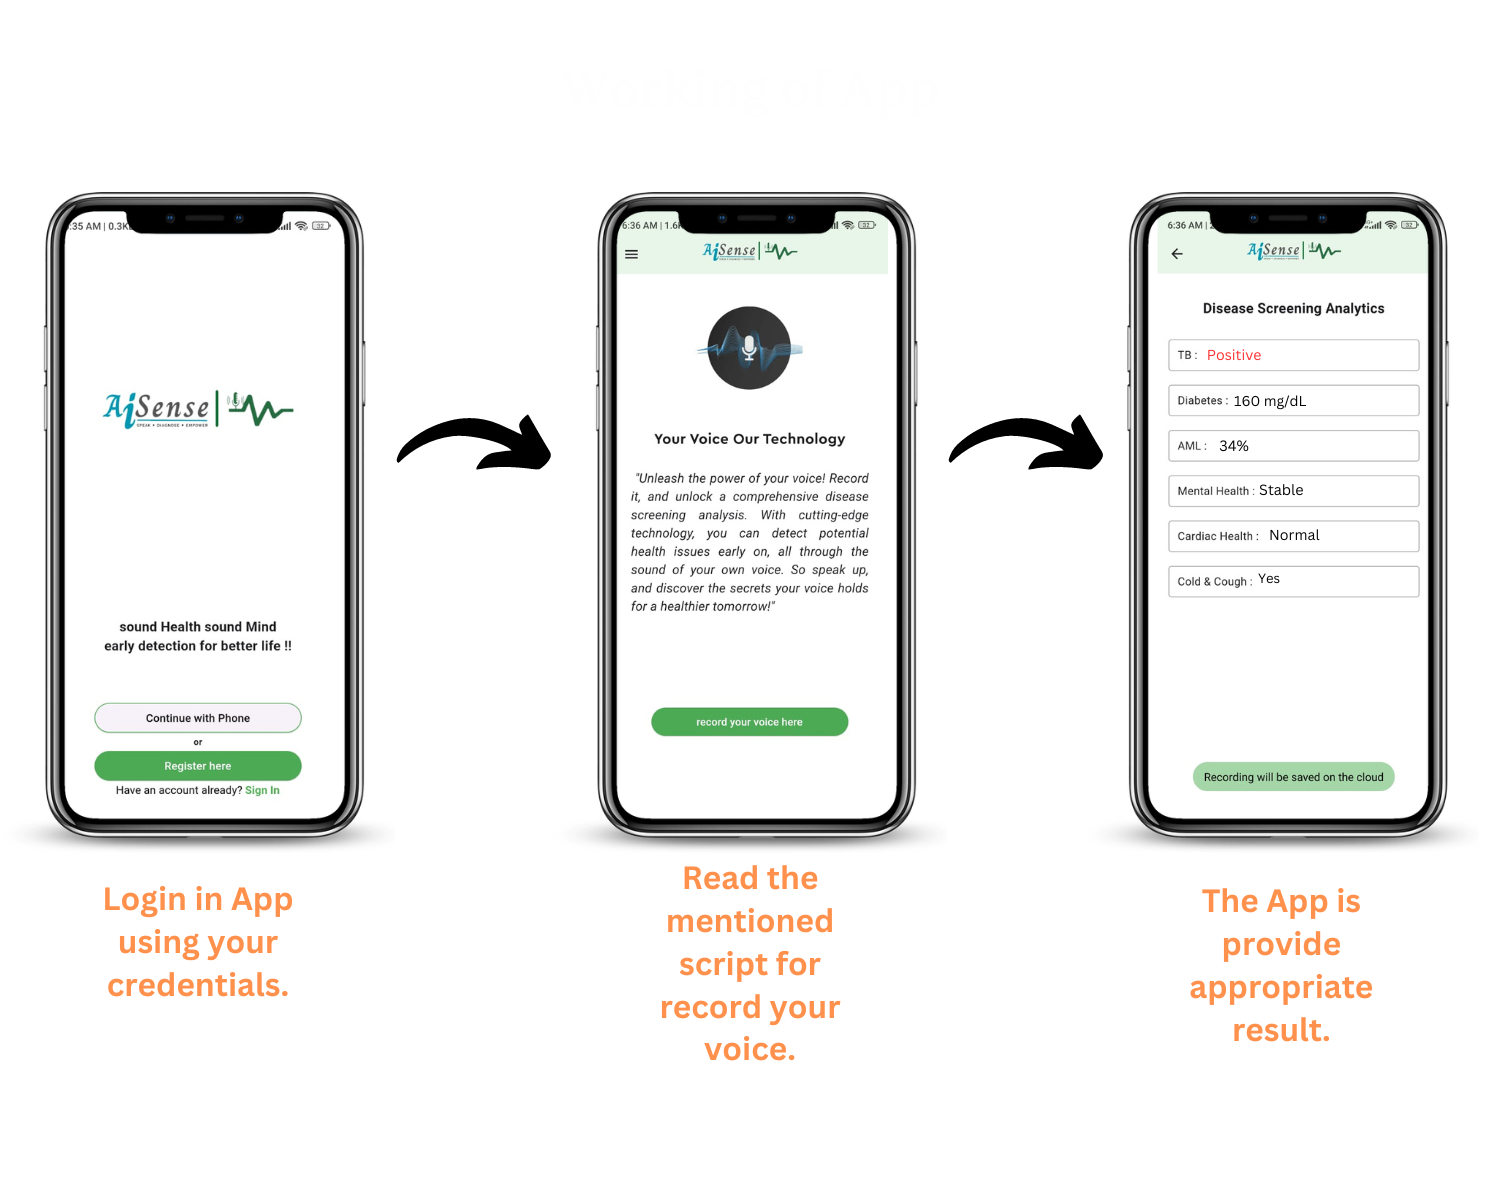 :35 AM | 0.3K
32
AiSense
SPEAK • DIAGNOSE • EMPOWER
sound Health sound Mind
early detection for better life !!
Continue with Phone
or
Register here
Have an account already? Sign In
Login in App
using your
credentials.
6:36 AM | 1.6K
32
AiSense
Your Voice Our Technology
"Unleash the power of your voice! Record
it, and unlock a comprehensive disease
screening analysis. With cutting-edge
technology, you can detect potential
health issues early on, all through the
sound of your own voice. So speak up,
and discover the secrets your voice holds
for a healthier tomorrow!"
record your voice here
Read the
mentioned
script for
record your
voice.
6:36 AM |
32
AiSense
Disease Screening Analytics
TB : Positive
Diabetes : 160 mg/dL
AML : 34%
Mental Health : Stable
Cardiac Health : Normal
Cold & Cough : Yes
Recording will be saved on the cloud
The App is
provide
appropriate
result.